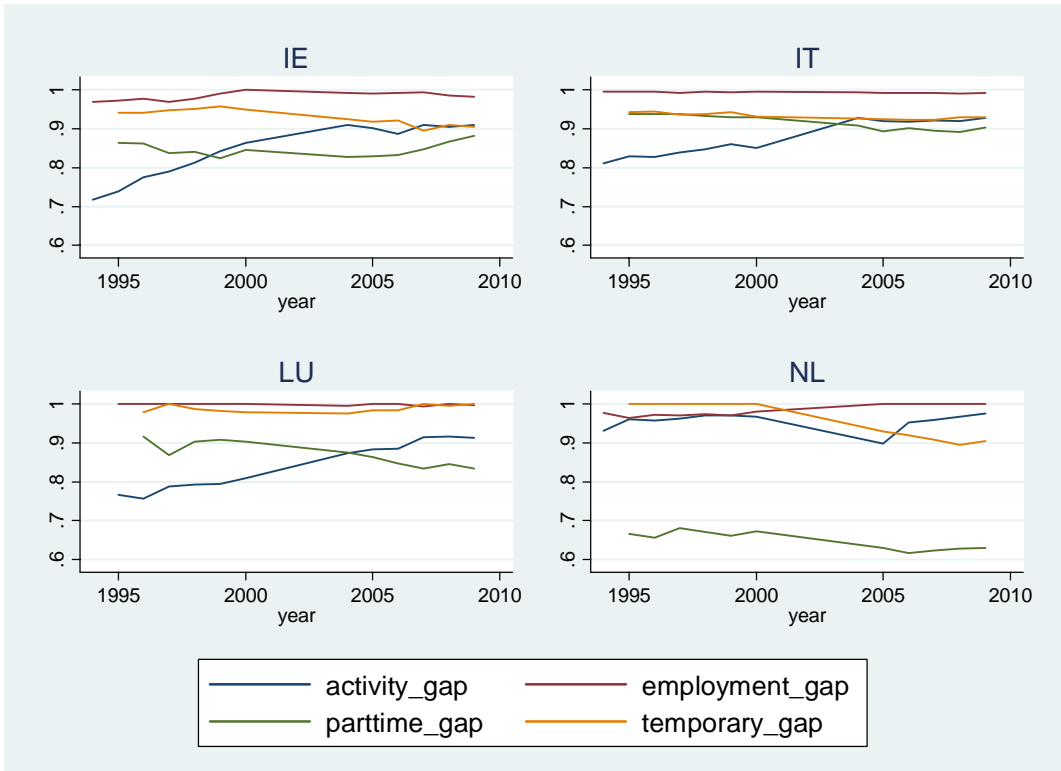 IE
IT
1
.9
.8
.7
.6
1995 2000 2005 2010
year
1
.9
.8
.7
.6
1995 2000 2005 2010
year
LU
NL
1
.9
.8
.7
.6
1995 2000 2005 2010
year
1
.9
.8
.7
.6
1995 2000 2005 2010
year
activity_gap employment_gap
parttime_gap temporary_gap